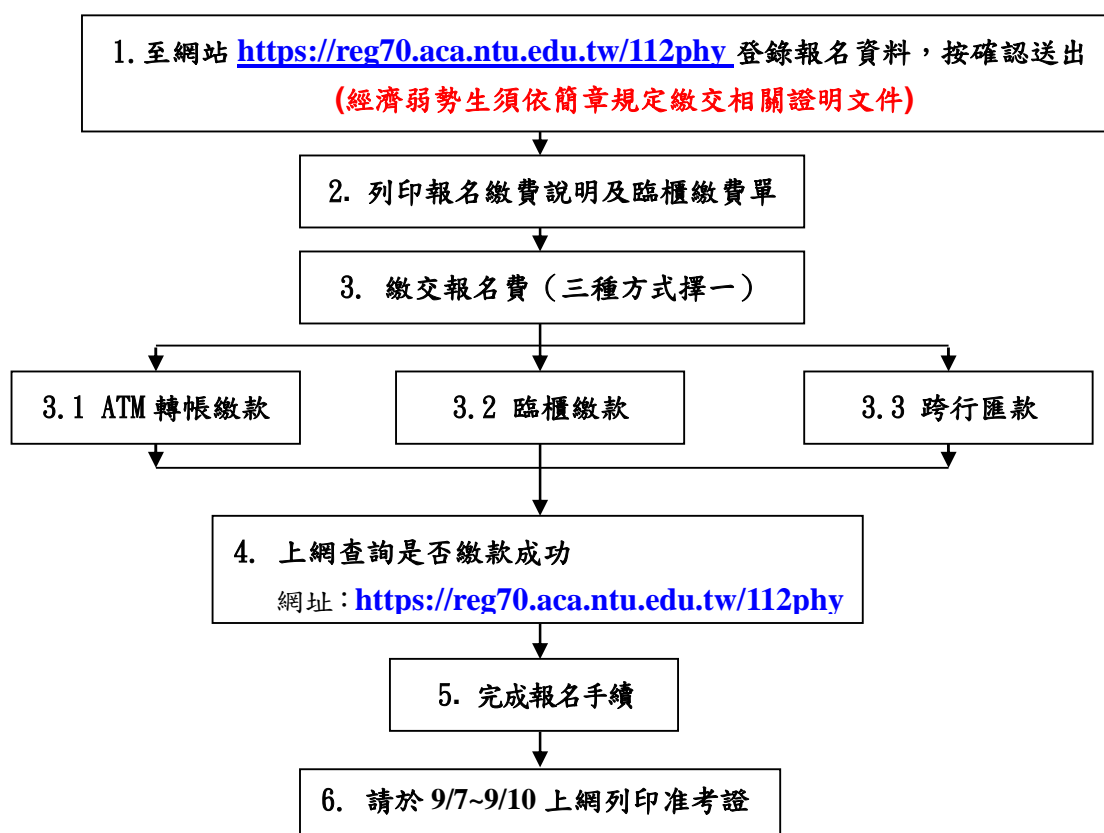 1.至網站 https://reg70.aca.ntu.edu.tw/112phy 登錄報名資料，按確認送出
(經濟弱勢生須依簡章規定繳交相關證明文件)
2. 列印報名繳費說明及臨櫃繳費單
3. 繳交報名費（三種方式擇一）
3.1 ATM 轉帳繳款
3.2 臨櫃繳款
3.3 跨行匯款
4. 上網查詢是否繳款成功
網址：https://reg70.aca.ntu.edu.tw/112phy
5. 完成報名手續
6. 請於 9/7~9/10 上網列印准考證